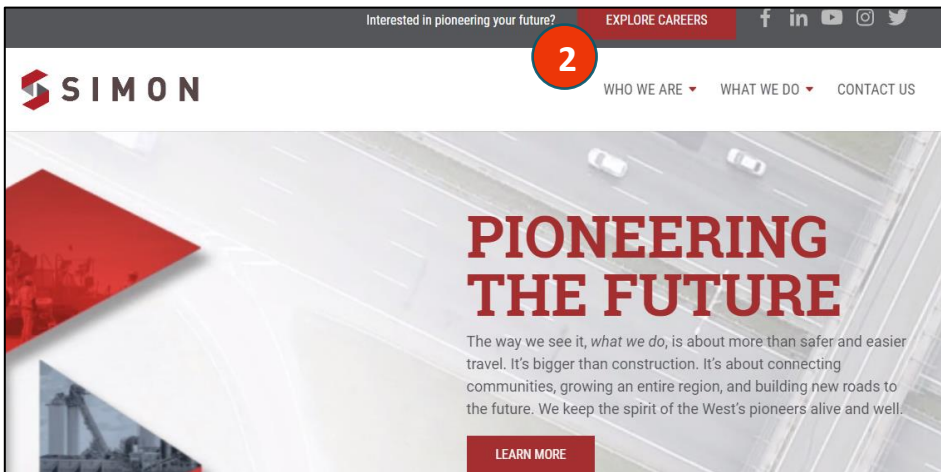 Interested in pioneering your future? EXPLORE CAREERS
2
SIMON
WHO WE ARE WHAT WE DO CONTACT US
PIONEERING
THE FUTURE
The way we see it, what we do, is about more than safer and easier
travel. It's bigger than construction. It's about connecting
communities, growing an entire region, and building new roads to
the future. We keep the spirit of the West's pioneers alive and well.
LEARN MORE